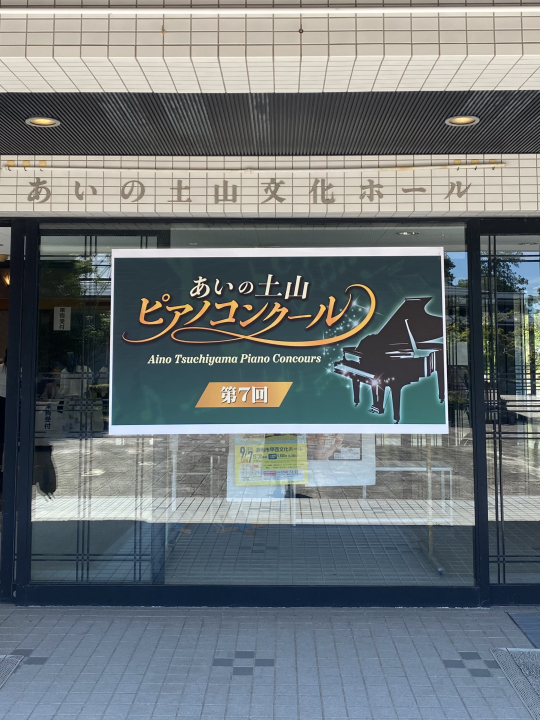 あいの土山文化ホール
あいの土山
ピアノコンクール
Aino Tsuchiyama Piano Concours
第7回